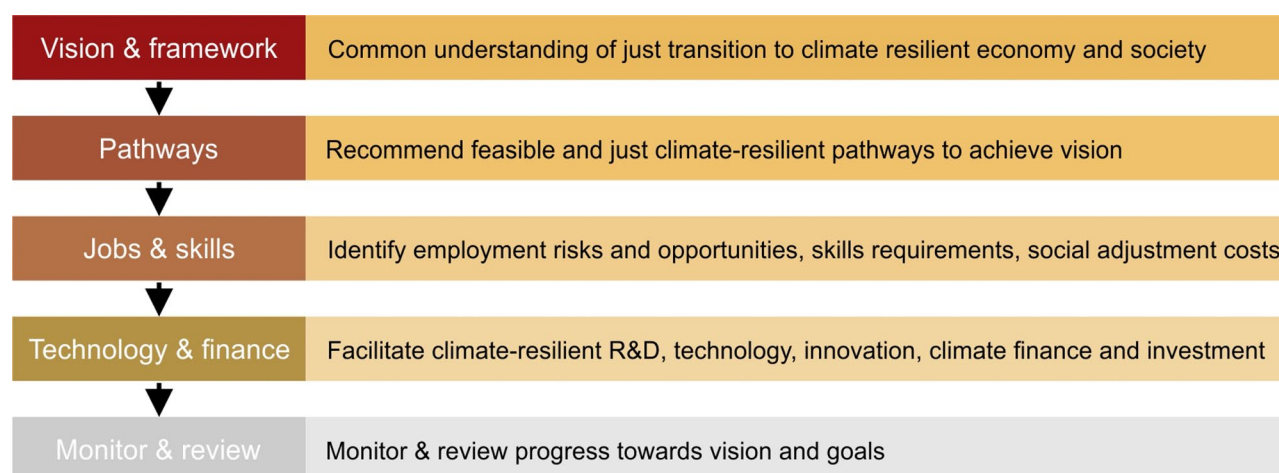 Vision & framework
Common understanding of just transition to climate resilient economy and society
Pathways
Recommend feasible and just climate-resilient pathways to achieve vision
Jobs & skills
Identify employment risks and opportunities, skills requirements, social adjustment costs
Technology & finance
Facilitate climate-resilient R&D, technology, innovation, climate finance and investment
Monitor & review
Monitor & review progress towards vision and goals